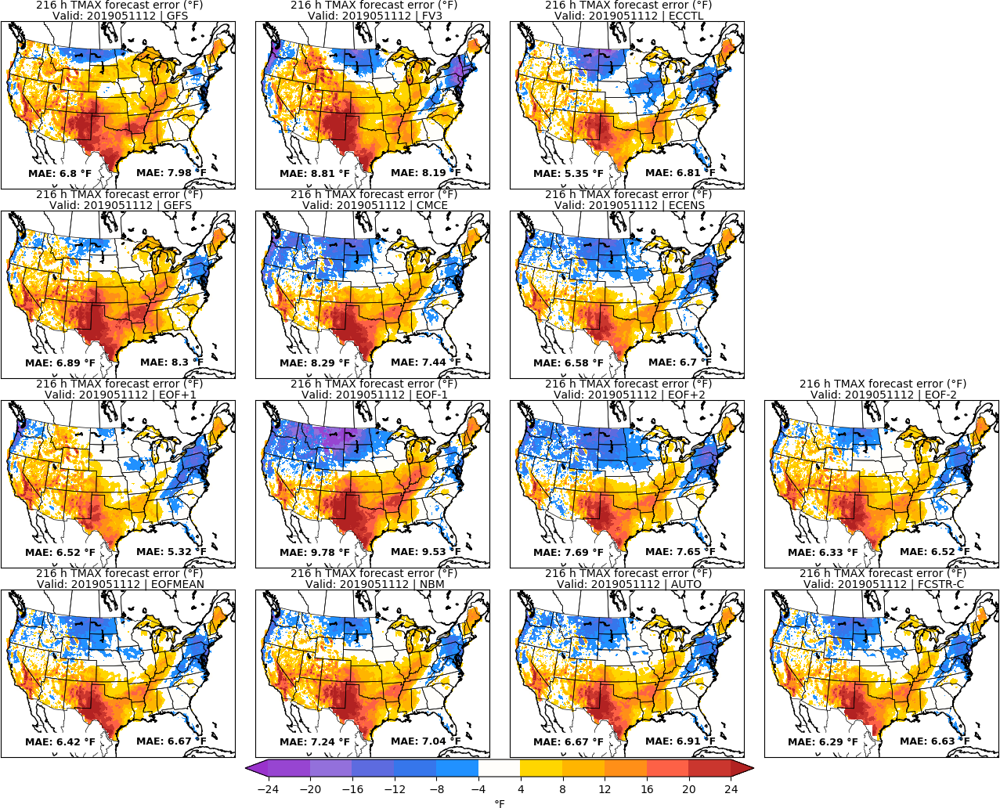 216 h TMAX forecast error (°F)
Valid: 2019051112 | GFS
MAE: 6.8 °F
MAE: 7.98 °F
216 h TMAX forecast error (°F)
Valid: 2019051112 | FV3
MAE: 8.81 °F
MAE: 8.19 °F
216 h TMAX forecast error (°F)
Valid: 2019051112 | ECCTL
MAE: 5.35 °F
MAE: 6.81 °F
216 h TMAX forecast error (°F)
Valid: 2019051112 | GEFS
MAE: 6.89 °F
MAE: 8.3 °F
216 h TMAX forecast error (°F)
Valid: 2019051112 | CMCE
MAE: 8.29 °F
MAE: 7.44 °F
216 h TMAX forecast error (°F)
Valid: 2019051112 | ECENS
MAE: 6.58 °F
MAE: 6.7 °F
216 h TMAX forecast error (°F)
Valid: 2019051112 | EOF+1
MAE: 6.52 °F
MAE: 5.32 °F
216 h TMAX forecast error (°F)
Valid: 2019051112 | EOF-1
MAE: 9.78 °F
MAE: 9.53 °F
216 h TMAX forecast error (°F)
Valid: 2019051112 | EOF+2
MAE: 7.69 °F
MAE: 7.65 °F
216 h TMAX forecast error (°F)
Valid: 2019051112 | EOF-2
MAE: 6.33 °F
MAE: 6.52 °F
216 h TMAX forecast error (°F)
Valid: 2019051112 | EOFMEAN
MAE: 6.42 °F
MAE: 6.67 °F
216 h TMAX forecast error (°F)
Valid: 2019051112 | NBM
MAE: 7.24 °F
MAE: 7.04 °F
216 h TMAX forecast error (°F)
Valid: 2019051112 | AUTO
MAE: 6.67 °F
MAE: 6.91 °F
216 h TMAX forecast error (°F)
Valid: 2019051112 | FCSTR-C
MAE: 6.29 °F
MAE: 6.63 °F
−24 −20 −16 −12 −8 −4 4 8 12 16 20 24
°F